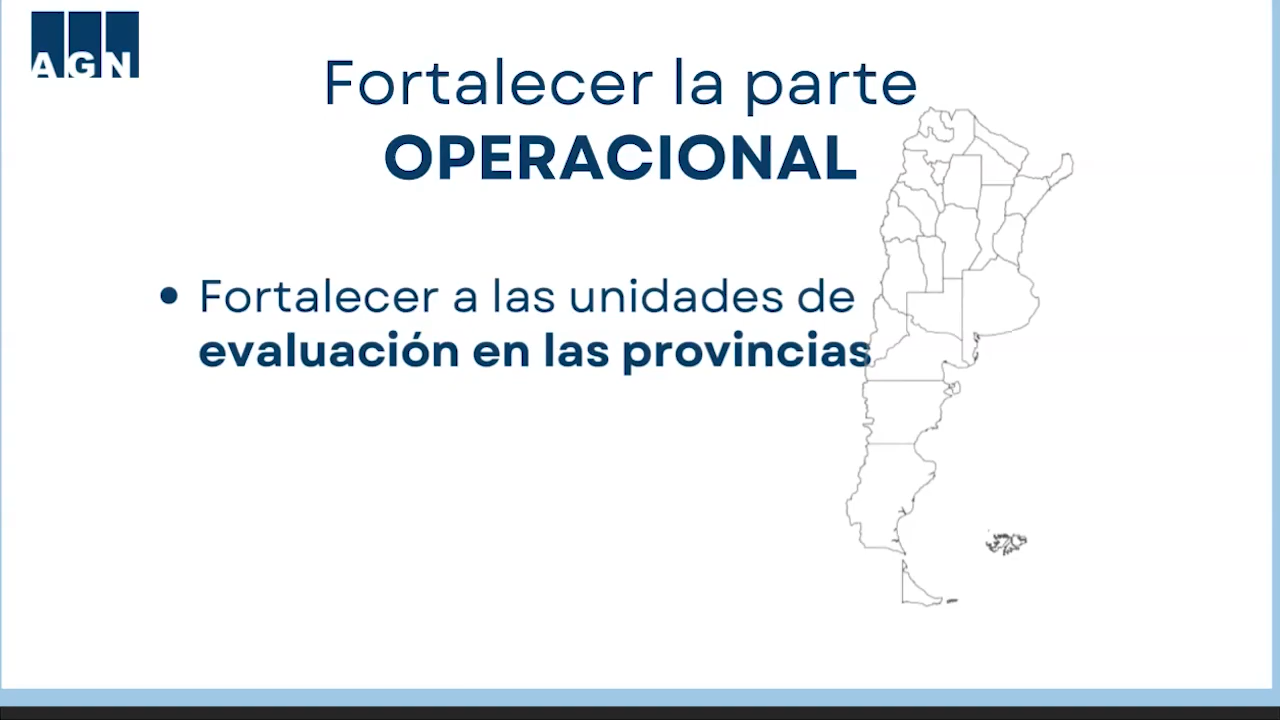 AGN
Fortalecer la parte
OPERACIONAL
• Fortalecer a las unidades de
evaluación en las provincias